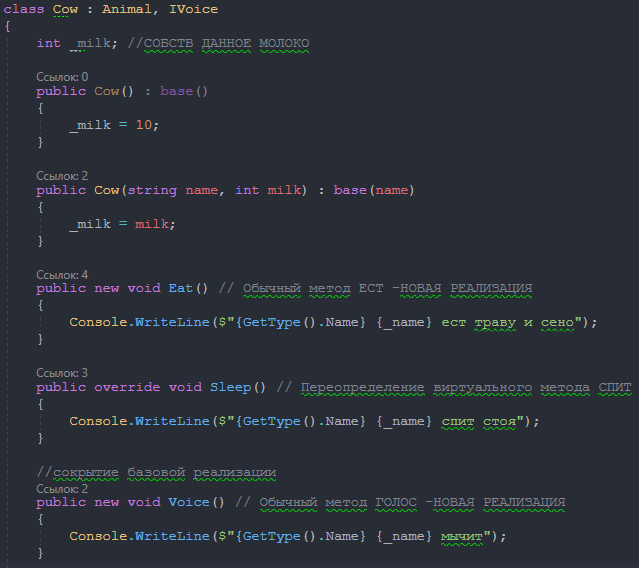 class Cow : Animal, IVoice
{
int _milk; //СОБСТВ ДАННОЕ МОЛОКО
Ссылок: 0
public Cow() : base()
{
_milk = 10;
}
Ссылок: 2
public Cow(string name, int milk) : base(name)
{
_milk = milk;
}
Ссылок: 4
public new void Eat() // Обычный метод ЕСТ -НОВАЯ РЕАЛИЗАЦИЯ
{
Console.WriteLine($"{GetType().Name} {_name} ест траву и сено");
}
Ссылок: 3
public override void Sleep() // Переопределение виртуального метода СПИТ
{
Console.WriteLine($"{GetType().Name} {_name} спит стоя");
}
//сокрытие базовой реализации
Ссылок: 2
public new void Voice() // Обычный метод ГОЛОС -НОВАЯ РЕАЛИЗАЦИЯ
{
Console.WriteLine($"{GetType().Name} {_name} мычит");
}